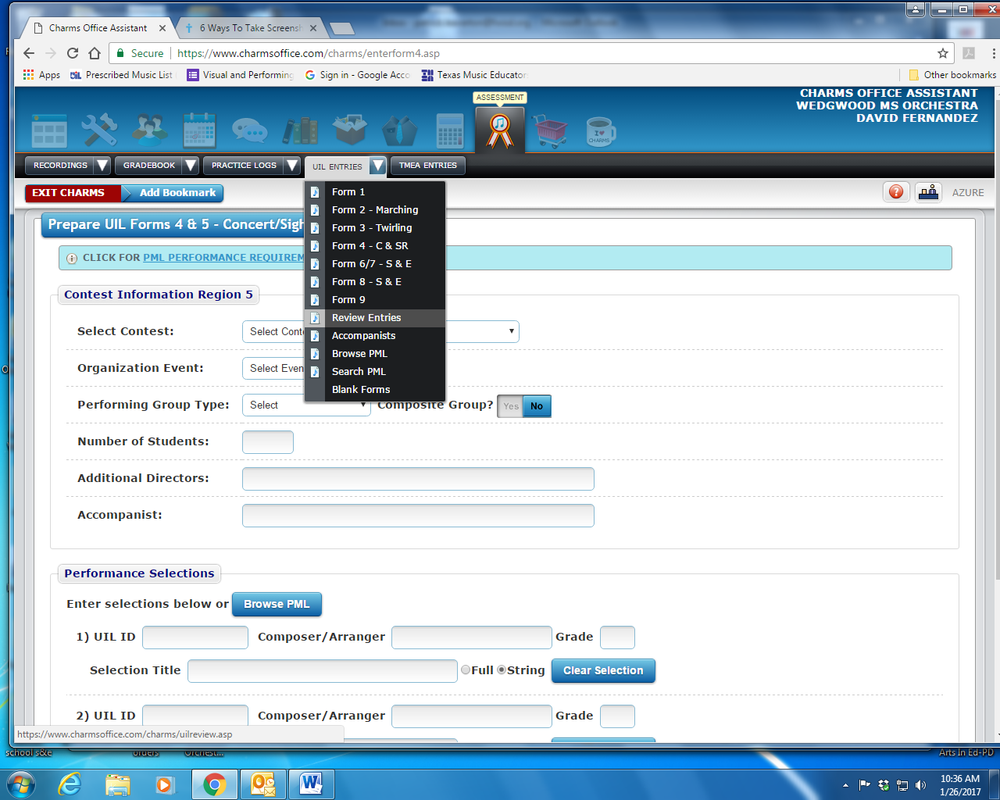 Charms Office Assistant
6 Ways To Take Screensh
Secure
https://www.charmsoffice.com/charms/enterform4.asp
Apps
UIL
Prescribed Music List
Visual and Performing
Sign in - Google Acco
Texas Music Educator
Other bookmarks
ASSESSMENT
CHARMS OFFICE ASSISTANT
WEDGWOOD MS ORCHESTRA
DAVID FERNANDEZ
I ♥
CHARMS
RECORDINGS
GRADEBOOK
PRACTICE LOGS
UIL ENTRIES
TMEA ENTRIES
EXIT CHARMS
Add Bookmark
AZURE
Form 1
Form 2 - Marching
Form 3 - Twirling
Form 4 - C & SR
Form 6/7 - S & E
Form 8 - S & E
Form 9
Review Entries
Accompanists
Browse PML
Search PML
Blank Forms
Prepare UIL Forms 4 & 5 - Concert/Sigh
CLICK FOR PML PERFORMANCE REQUIREM
Contest Information Region 5
Select Contest:
Select Conte
Organization Event:
Select Even
Performing Group Type:
Select
Composite Group?
Yes
No
Number of Students:
Additional Directors:
Accompanist:
Performance Selections
Enter selections below or
Browse PML
1) UIL ID
Composer/Arranger
Grade
Selection Title
Full
String
Clear Selection
2) UIL ID
Composer/Arranger
Grade
https://www.charmsoffice.com/charms/uilreview.asp
school s&e
orders
Orchest...
Arts In Ed-PD
10:36 AM
1/26/2017